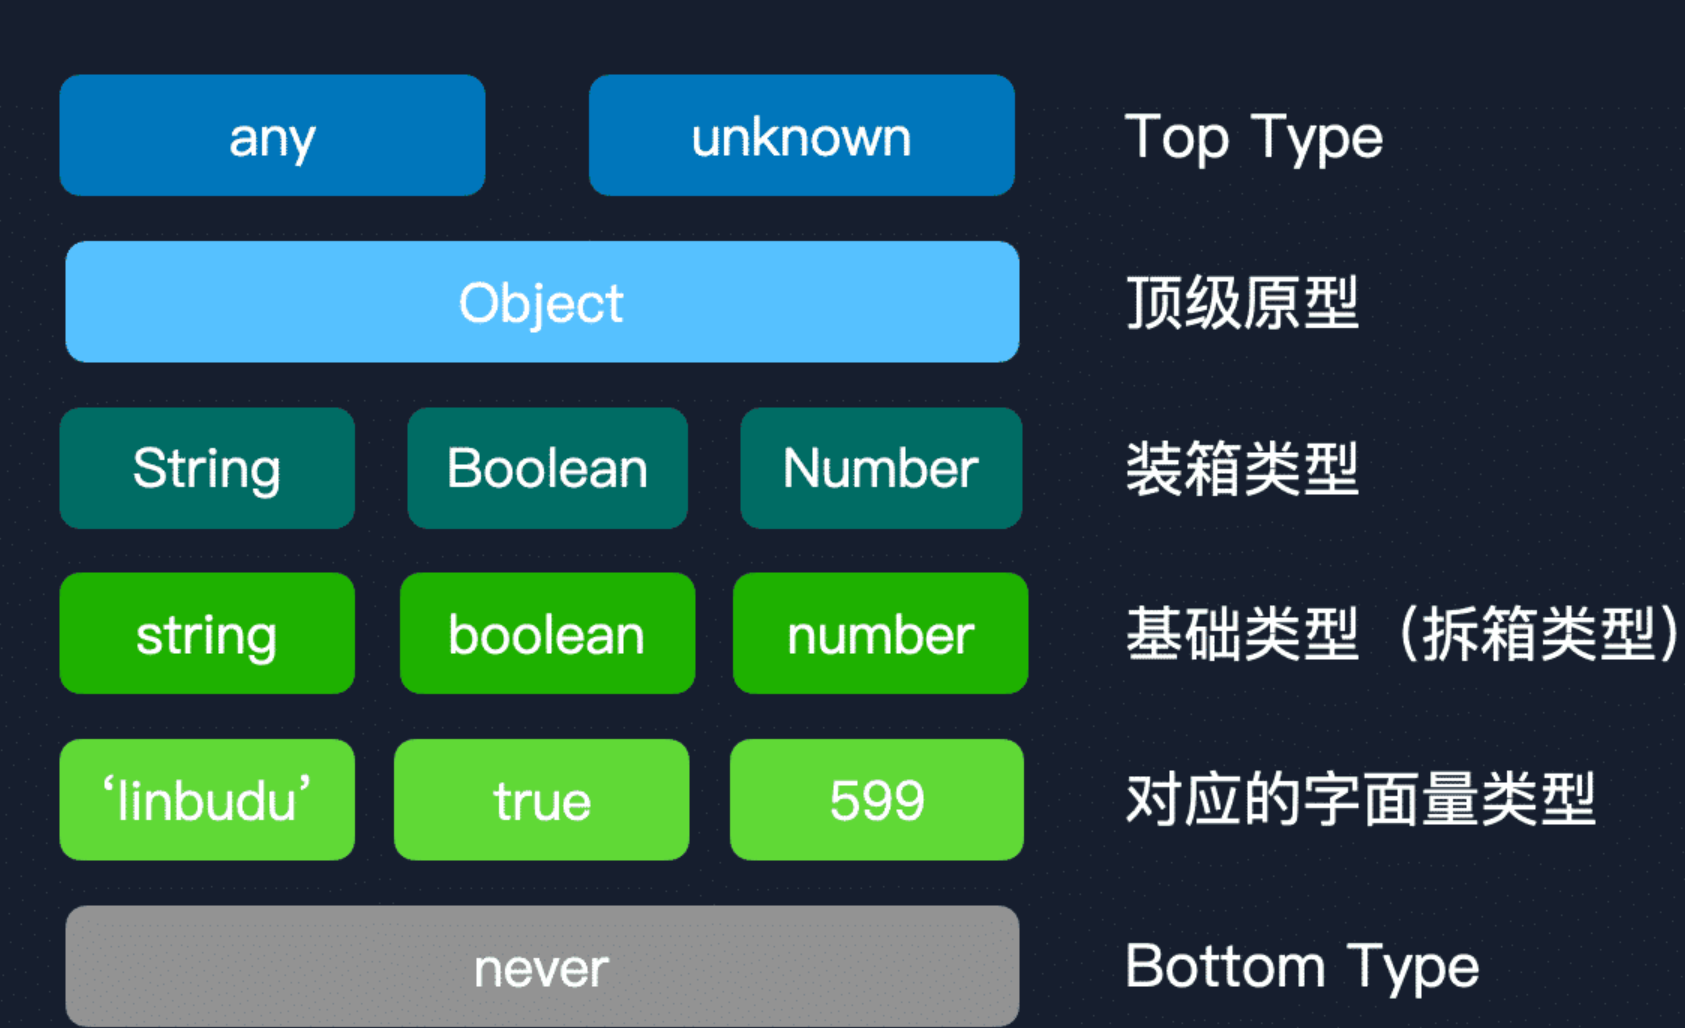 any unknown Top Type
Object 顶级原型
String Boolean Number 装箱类型
string boolean number 基础类型（拆箱类型）
‘linbudu’ true 599 对应的字面量类型
never Bottom Type